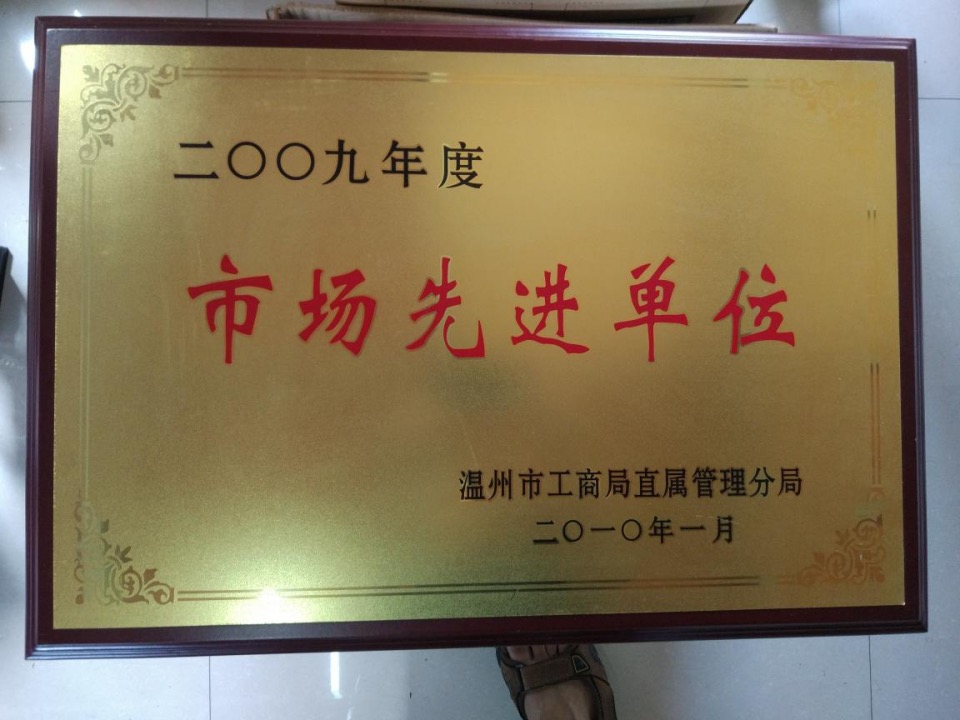 二〇〇九年度
市场先进单位
温州市工商局直属管理分局
二〇一〇年一月